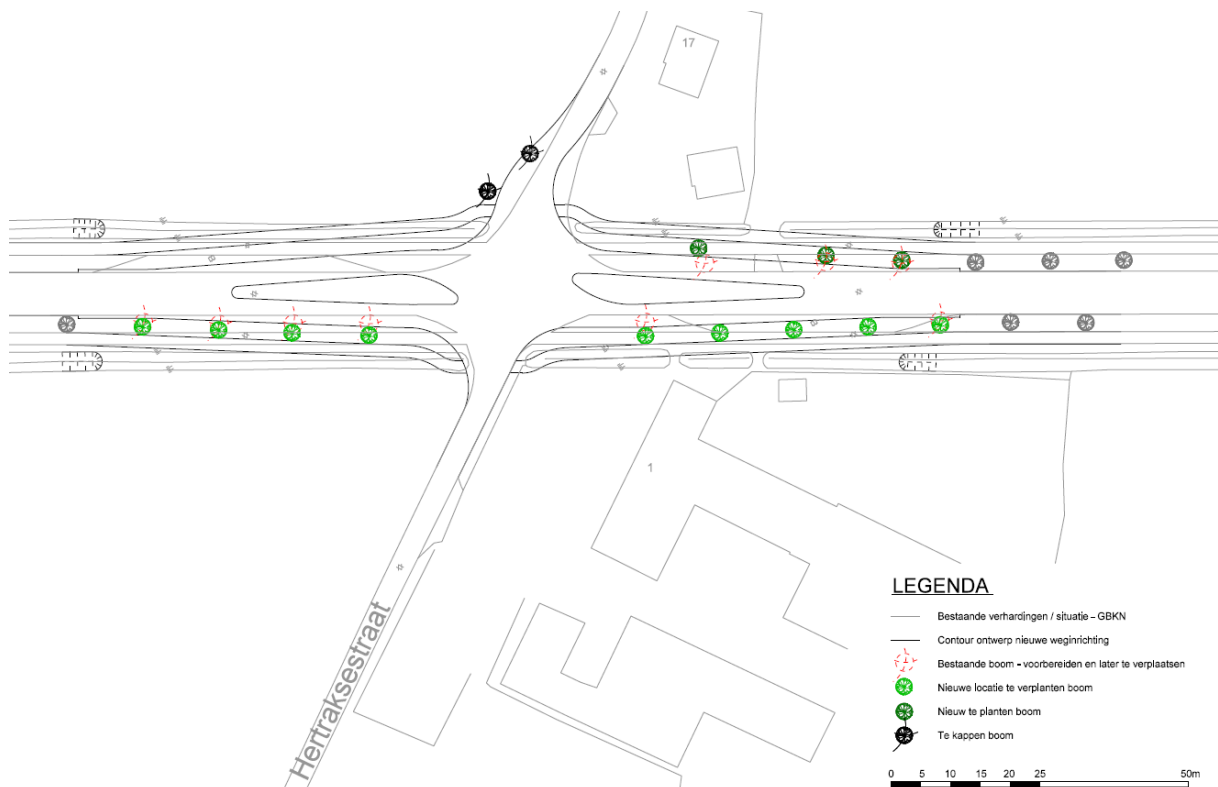 17
1
Hertraksestraat
LEGENDA
Bestaande verhardingen / situatie – GBKN
Contour ontwerp nieuwe weginrichting
Bestaande boom – voorbereiden en later te verplaatsen
Nieuwe locatie te verplanten boom
Nieuw te planten boom
Te kappen boom
0 5 10 15 20 25 50m